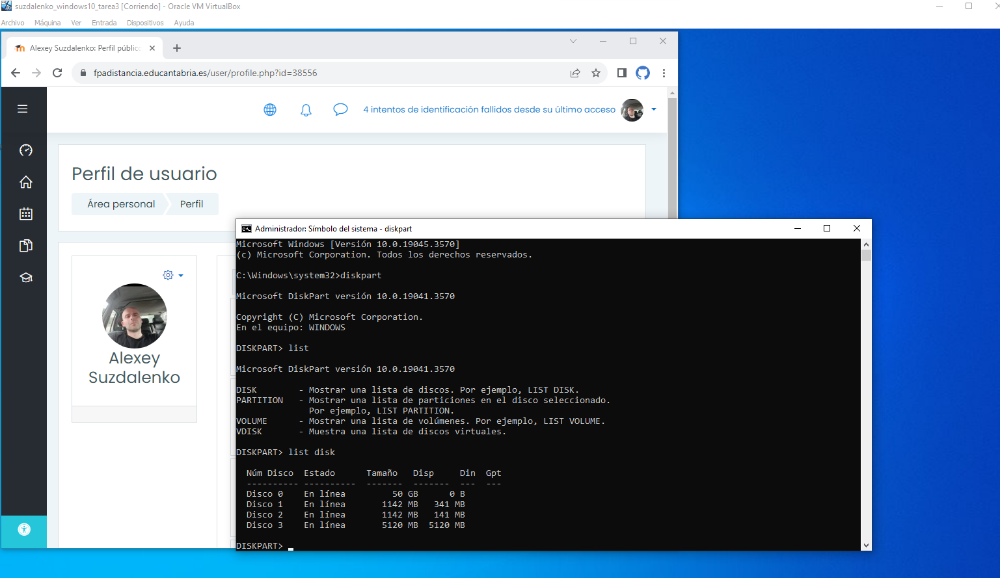 suzdalenko_windows10_tarea3 [Corriendo] - Oracle VM VirtualBox
Archivo Máquina Ver Entrada Dispositivos Ayuda
Alexey Suzdalenko: Perfil público
fpadistancia.educantabria.es/user/profile.php?id=38556
4 intentos de identificación fallidos desde su último acceso
Perfil de usuario
Área personal Perfil
Alexey
Suzdalenko
Administrador: Símbolo del sistema - diskpart
Microsoft Windows [Versión 10.0.19045.3570]
(c) Microsoft Corporation. Todos los derechos reservados.
C:\Windows\system32>diskpart
Microsoft DiskPart versión 10.0.19041.3570
Copyright (C) Microsoft Corporation.
En el equipo: WINDOWS
DISKPART> list
Microsoft DiskPart versión 10.0.19041.3570
DISK        - Mostrar una lista de discos. Por ejemplo, LIST DISK.
PARTITION   - Mostrar una lista de particiones en el disco seleccionado.
              Por ejemplo, LIST PARTITION.
VOLUME      - Mostrar una lista de volúmenes. Por ejemplo, LIST VOLUME.
VDISK       - Muestra una lista de discos virtuales.
DISKPART> list disk
  Núm Disco  Estado      Tamaño   Disp     Din  Gpt
  ---------- ----------  -------  -------  ---  ---
  Disco 0    En línea         50 GB      0 B
  Disco 1    En línea       1142 MB   341 MB
  Disco 2    En línea       1142 MB   141 MB
  Disco 3    En línea       5120 MB  5120 MB
DISKPART>